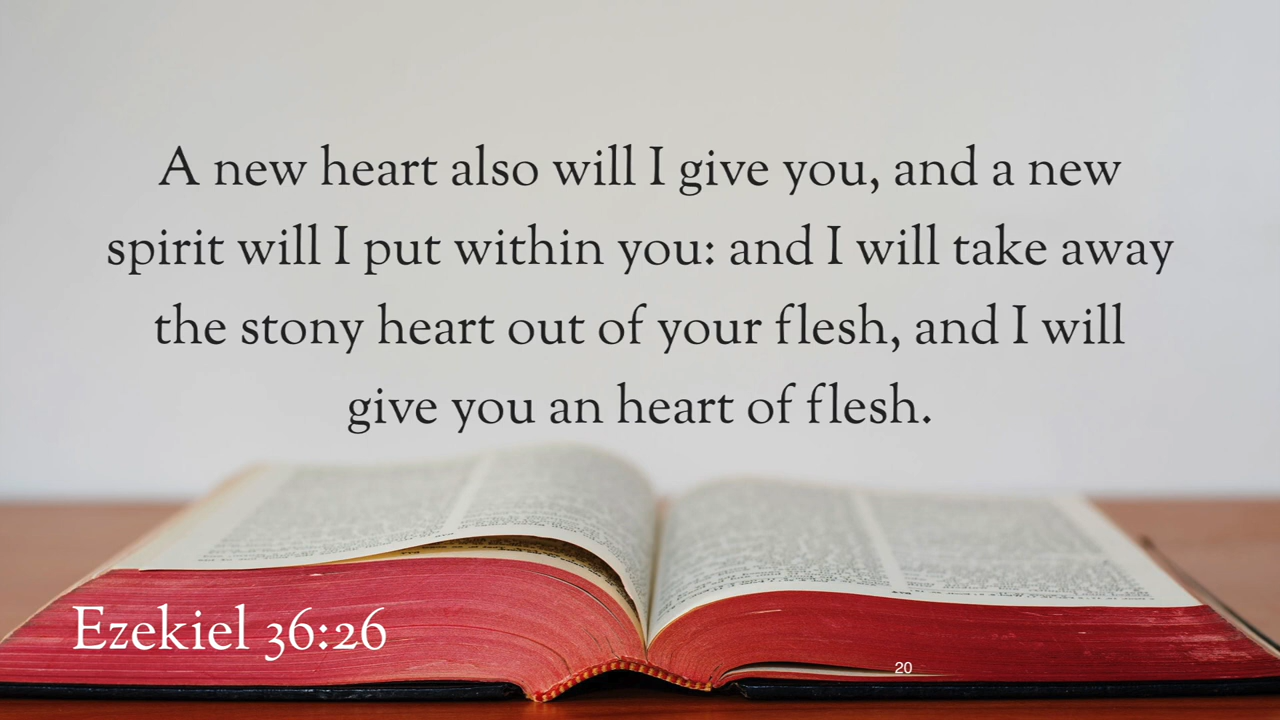 A new heart also will I give you, and a new
spirit will I put within you: and I will take away
the stony heart out of your flesh, and I will
give you an heart of flesh.
Ezekiel 36:26
20